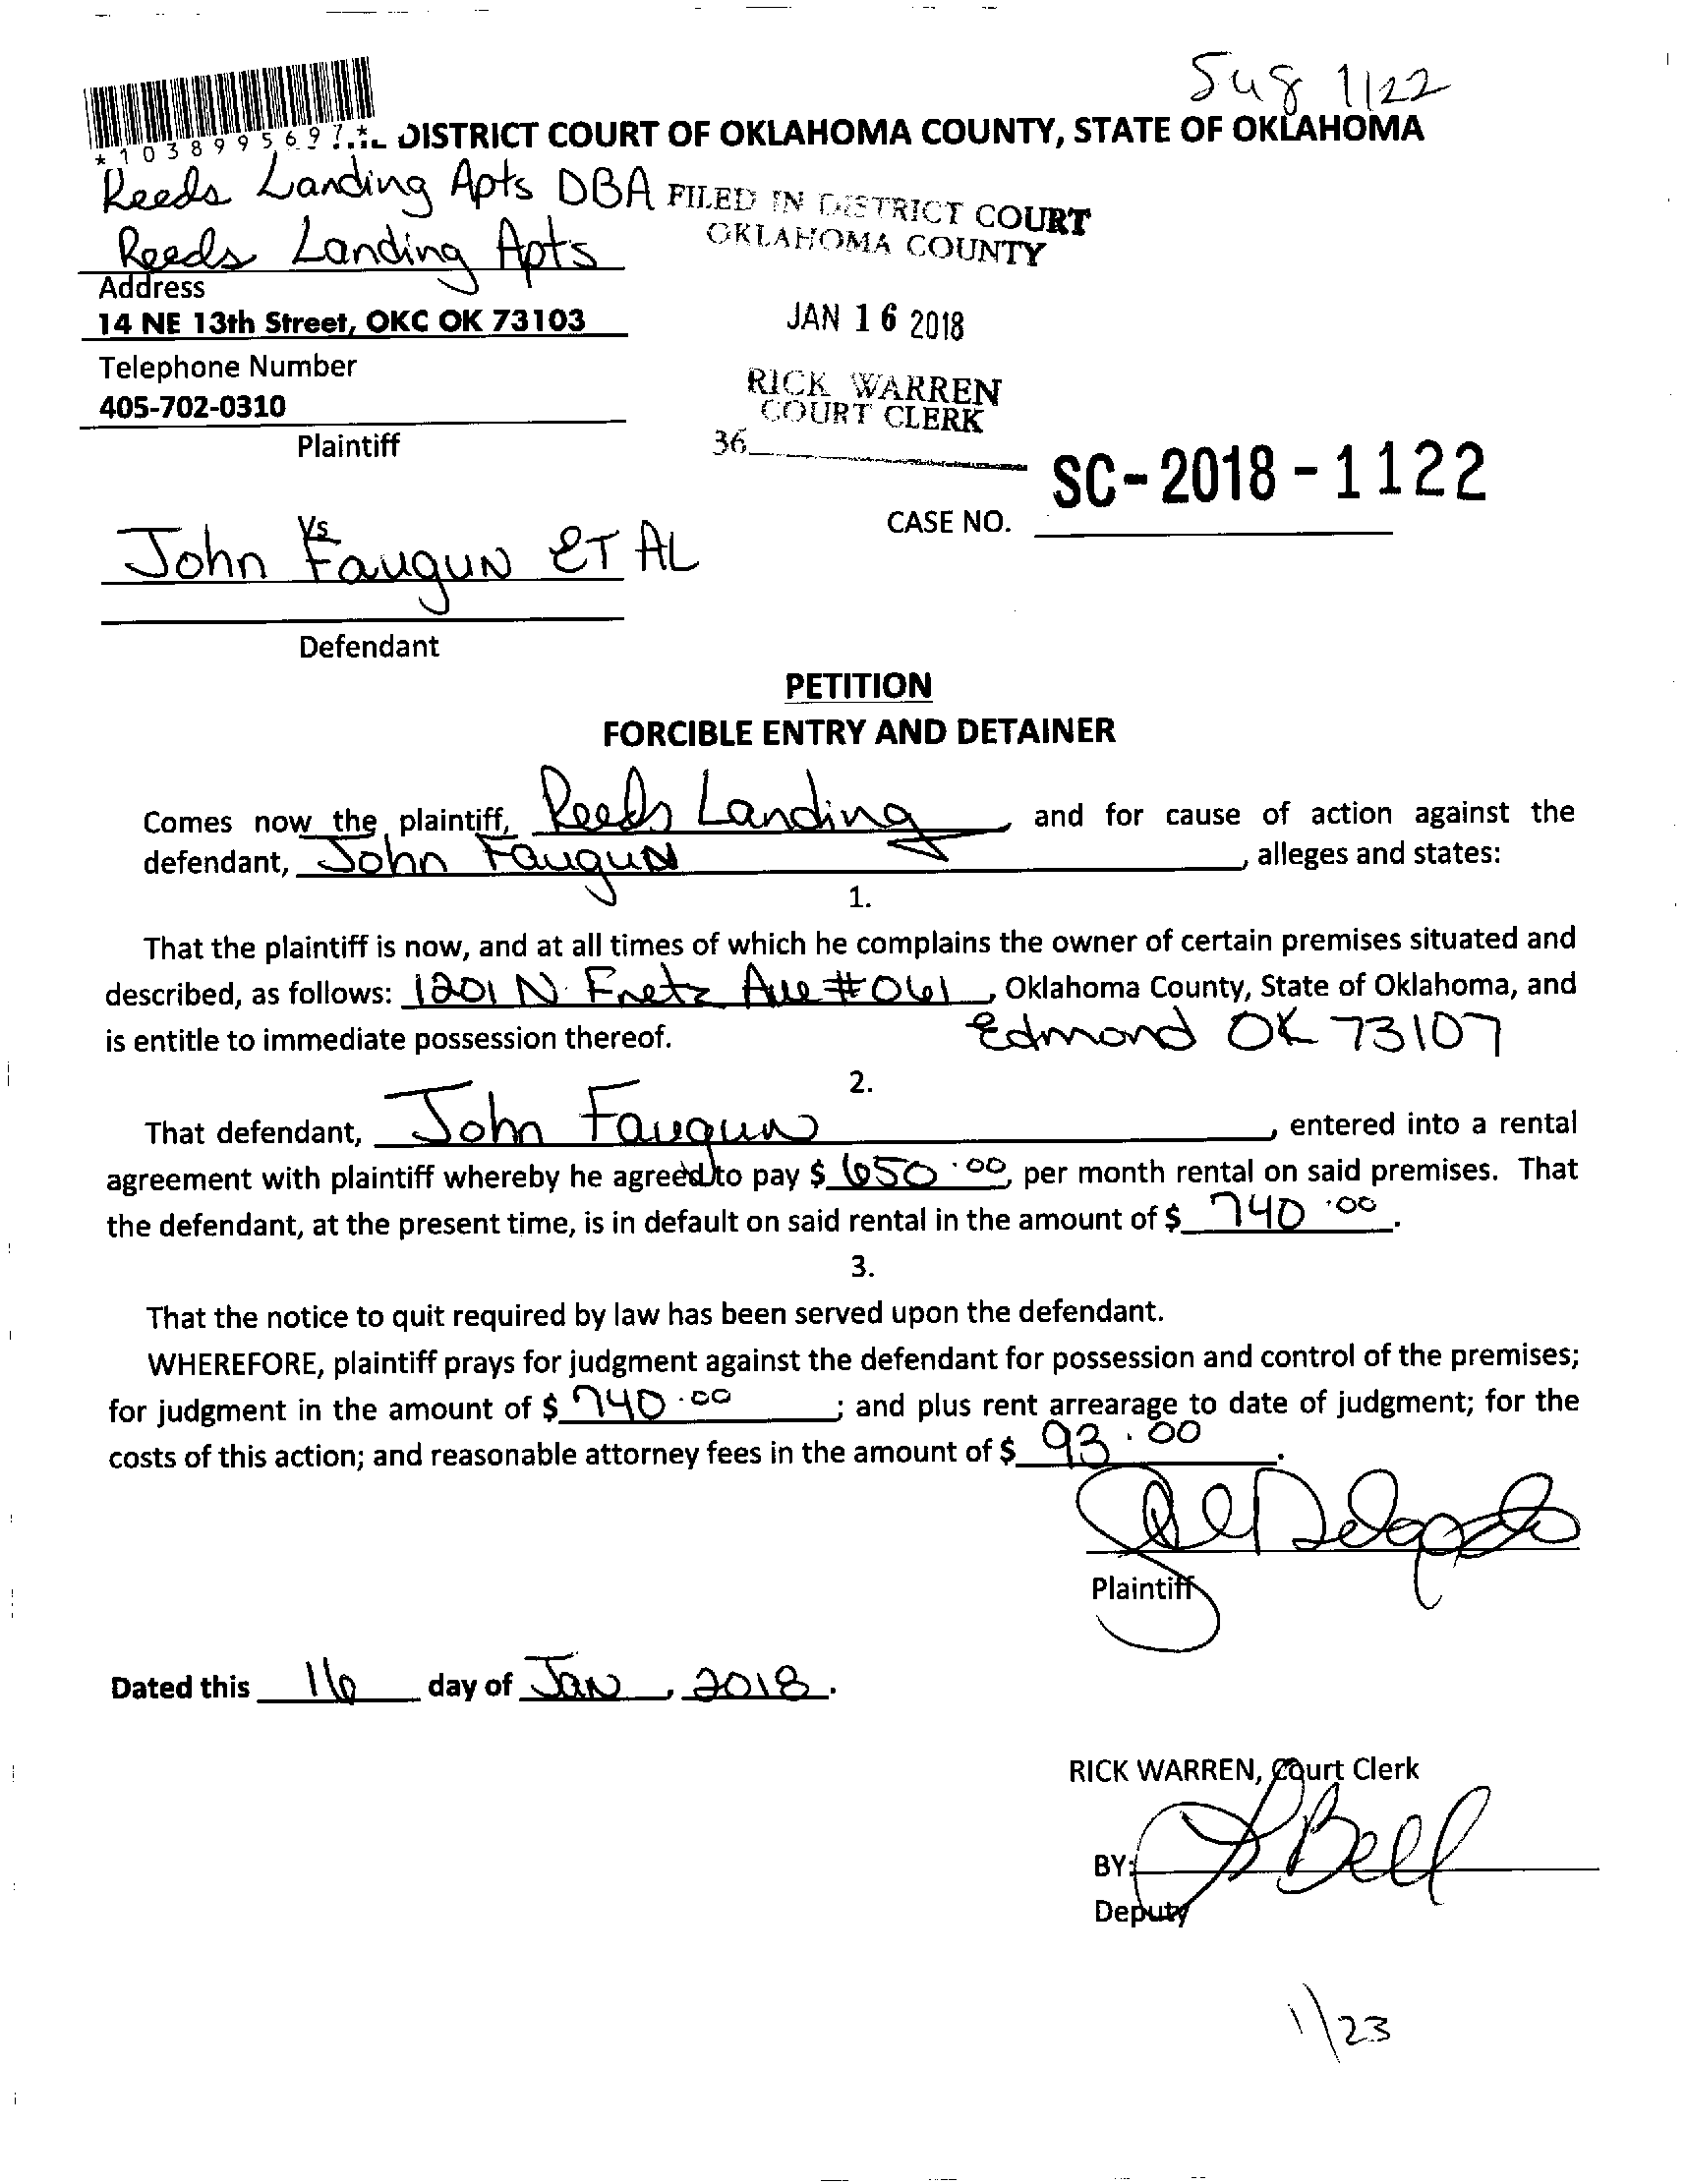 Sug 1/22
*1038995697.*L DISTRICT COURT OF OKLAHOMA COUNTY, STATE OF OKLAHOMA
Reeds Landing Apts DBA
Reeds Landing Apts
FILED IN DISTRICT COURT
OKLAHOMA COUNTY
Address
14 NE 13th Street, OKC OK 73103
JAN 16 2018
Telephone Number
405-702-0310
RICK WARREN
COURT CLERK
36
Plaintiff
SC-2018-1122
CASE NO.
Vs
John Faugun ET AL
Defendant
PETITION
FORCIBLE ENTRY AND DETAINER
Comes now the plaintiff, Reeds Landing, and for cause of action against the
defendant, John Faugun, alleges and states:
1.
That the plaintiff is now, and at all times of which he complains the owner of certain premises situated and
described, as follows: 1201 N. Fretz Ave #061, Oklahoma County, State of Oklahoma, and
is entitle to immediate possession thereof. Edmond OK 73107
2.
That defendant, John Faugun, entered into a rental
agreement with plaintiff whereby he agreed to pay $ 650.00, per month rental on said premises. That
the defendant, at the present time, is in default on said rental in the amount of $ 740.00.
3.
That the notice to quit required by law has been served upon the defendant.
WHEREFORE, plaintiff prays for judgment against the defendant for possession and control of the premises;
for judgment in the amount of $ 740.00; and plus rent arrearage to date of judgment; for the
costs of this action; and reasonable attorney fees in the amount of $ 93.00.
Delgado
Plaintiff
Dated this 16 day of Jan, 2018.
RICK WARREN, Court Clerk
BY: Bell
Deputy
1/23